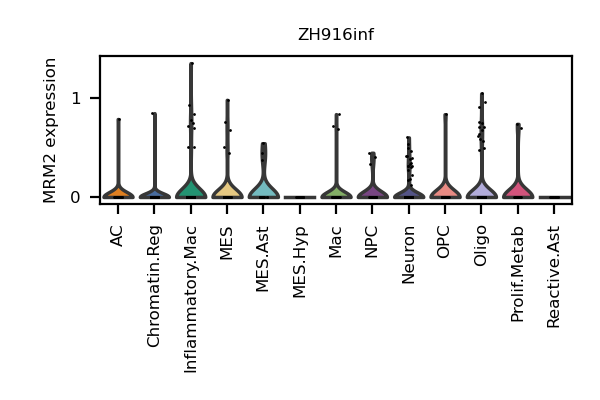 ZH916inf
MRM2 expression
1
0
AC
Chromatin.Reg
Inflammatory.Mac
MES
MES.Ast
MES.Hyp
Mac
NPC
Neuron
OPC
Oligo
Prolif.Metab
Reactive.Ast